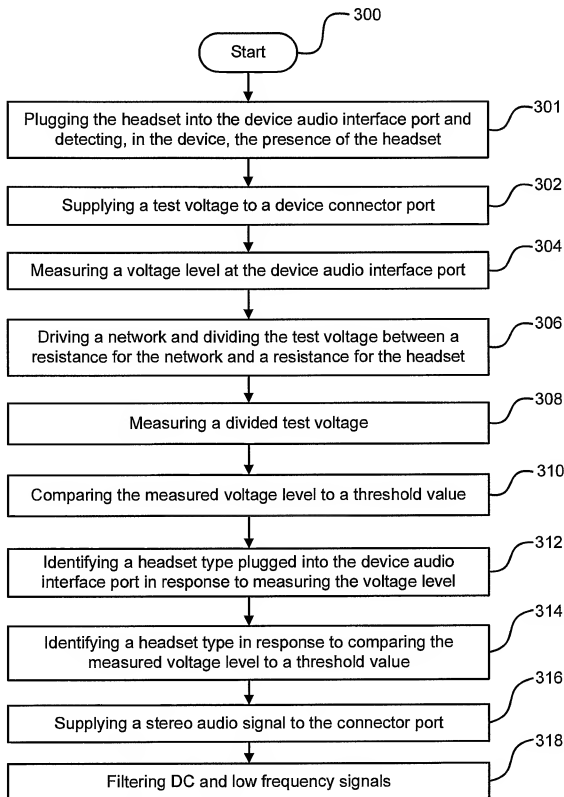 300
Start
301
Plugging the headset into the device audio interface port and
detecting, in the device, the presence of the headset
302
Supplying a test voltage to a device connector port
304
Measuring a voltage level at the device audio interface port
306
Driving a network and dividing the test voltage between a
resistance for the network and a resistance for the headset
308
Measuring a divided test voltage
310
Comparing the measured voltage level to a threshold value
312
Identifying a headset type plugged into the device audio
interface port in response to measuring the voltage level
314
Identifying a headset type in response to comparing the
measured voltage level to a threshold value
316
Supplying a stereo audio signal to the connector port
318
Filtering DC and low frequency signals